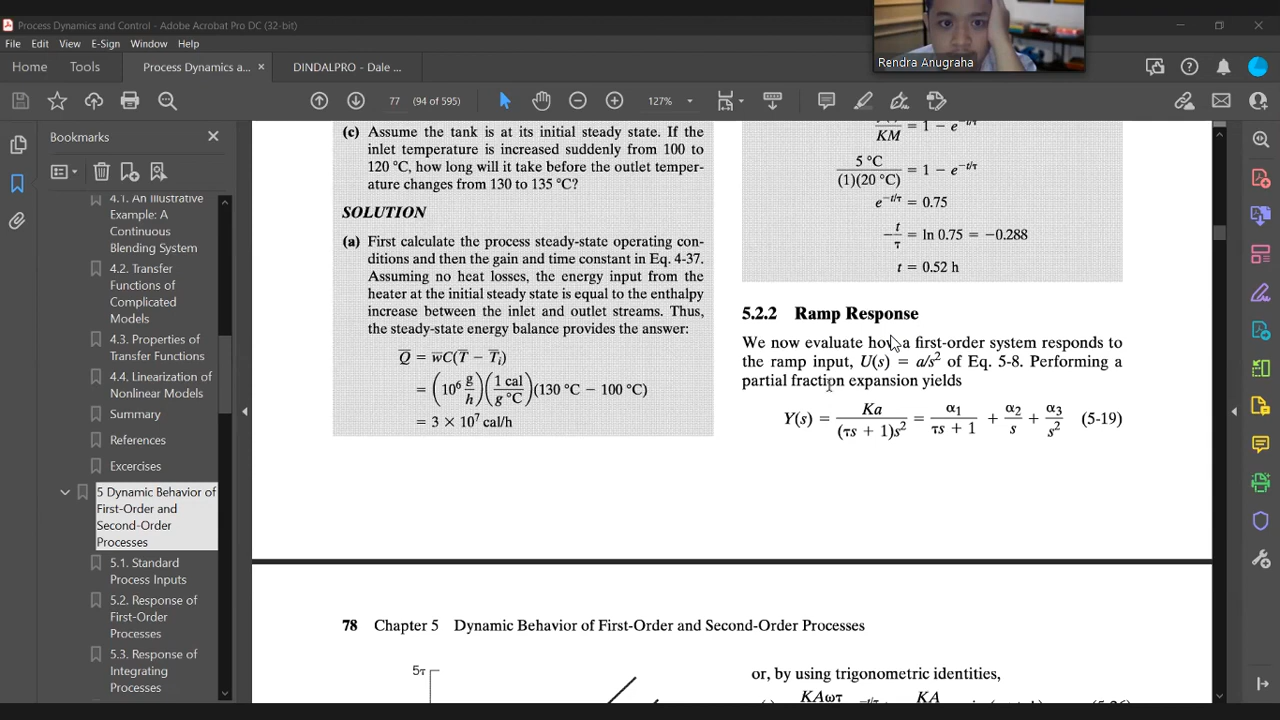 Process Dynamics and Control - Adobe Acrobat Pro DC (32-bit)
File Edit View E-Sign Window Help
Rendra Anugraha
Home Tools Process Dynamics a... × DINDALPRO - Dale ...
77 (94 of 595) 127%
Bookmarks
4.1. An Illustrative
Example: A
Continuous
Blending System
4.2. Transfer
Functions of
Complicated
Models
4.3. Properties of
Transfer Functions
4.4. Linearization of
Nonlinear Models
Summary
References
Excercises
5 Dynamic Behavior of
First-Order and
Second-Order
Processes
5.1. Standard
Process Inputs
5.2. Response of
First-Order
Processes
5.3. Response of
Integrating
Processes
(c) Assume the tank is at its initial steady state. If the
inlet temperature is increased suddenly from 100 to
120 °C, how long will it take before the outlet temper-
ature changes from 130 to 135 °C?
SOLUTION
(a) First calculate the process steady-state operating con-
ditions and then the gain and time constant in Eq. 4-37.
Assuming no heat losses, the energy input from the
heater at the initial steady state is equal to the enthalpy
increase between the inlet and outlet streams. Thus,
the steady-state energy balance provides the answer:
Q̅ = w̅C(T̅ − T̅i)
= (10⁶ g/h)(1 cal/g °C)(130 °C − 100 °C)
= 3 × 10⁷ cal/h
KM = 1 − e^−t/τ
5 °C/(1)(20 °C) = 1 − e^−t/τ
e^−t/τ = 0.75
−t/τ = ln 0.75 = −0.288
t = 0.52 h
5.2.2 Ramp Response
We now evaluate how a first-order system responds to
the ramp input, U(s) = a/s² of Eq. 5-8. Performing a
partial fraction expansion yields
Y(s) = Ka/(τs + 1)s² = α₁/τs + 1 + α₂/s + α₃/s² (5-19)
78 Chapter 5 Dynamic Behavior of First-Order and Second-Order Processes
5τ
or, by using trigonometric identities,
KAωτ −t/τ KA (5-26)